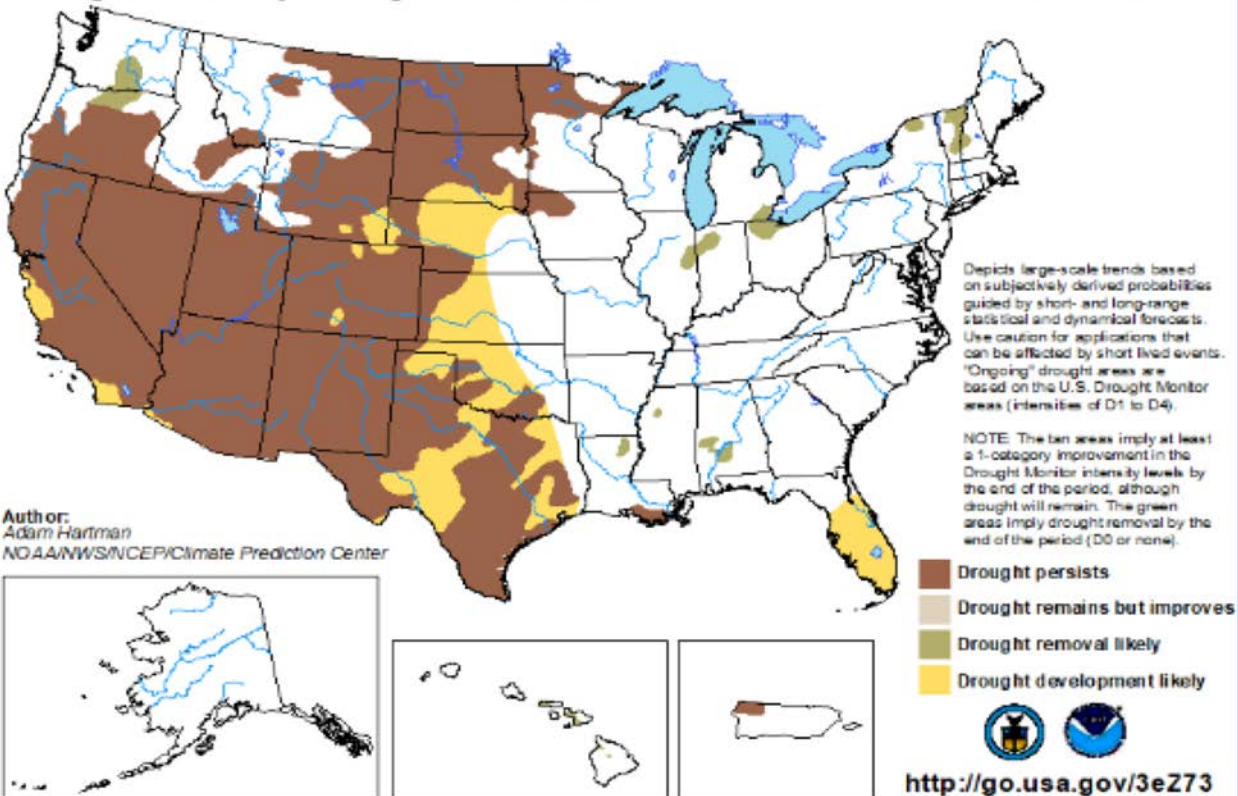 Depicts large-scale trends based
on subjectively derived probabilities
guided by short- and long-range
statistical and dynamical forecasts.
Use caution for applications that
can be affected by short lived events.
"Ongoing" drought areas are
based on the U.S. Drought Monitor
areas (intensities of D1 to D4).
NOTE: The tan areas imply at least
a 1-category improvement in the
Drought Monitor intensity levels by
the end of the period, although
drought will remain. The green
areas imply drought removal by the
end of the period (D0 or none).
Author:
Adam Hartman
NOAA/NWS/NCEP/Climate Prediction Center
Drought persists
Drought remains but improves
Drought removal likely
Drought development likely
http://go.usa.gov/3eZ73